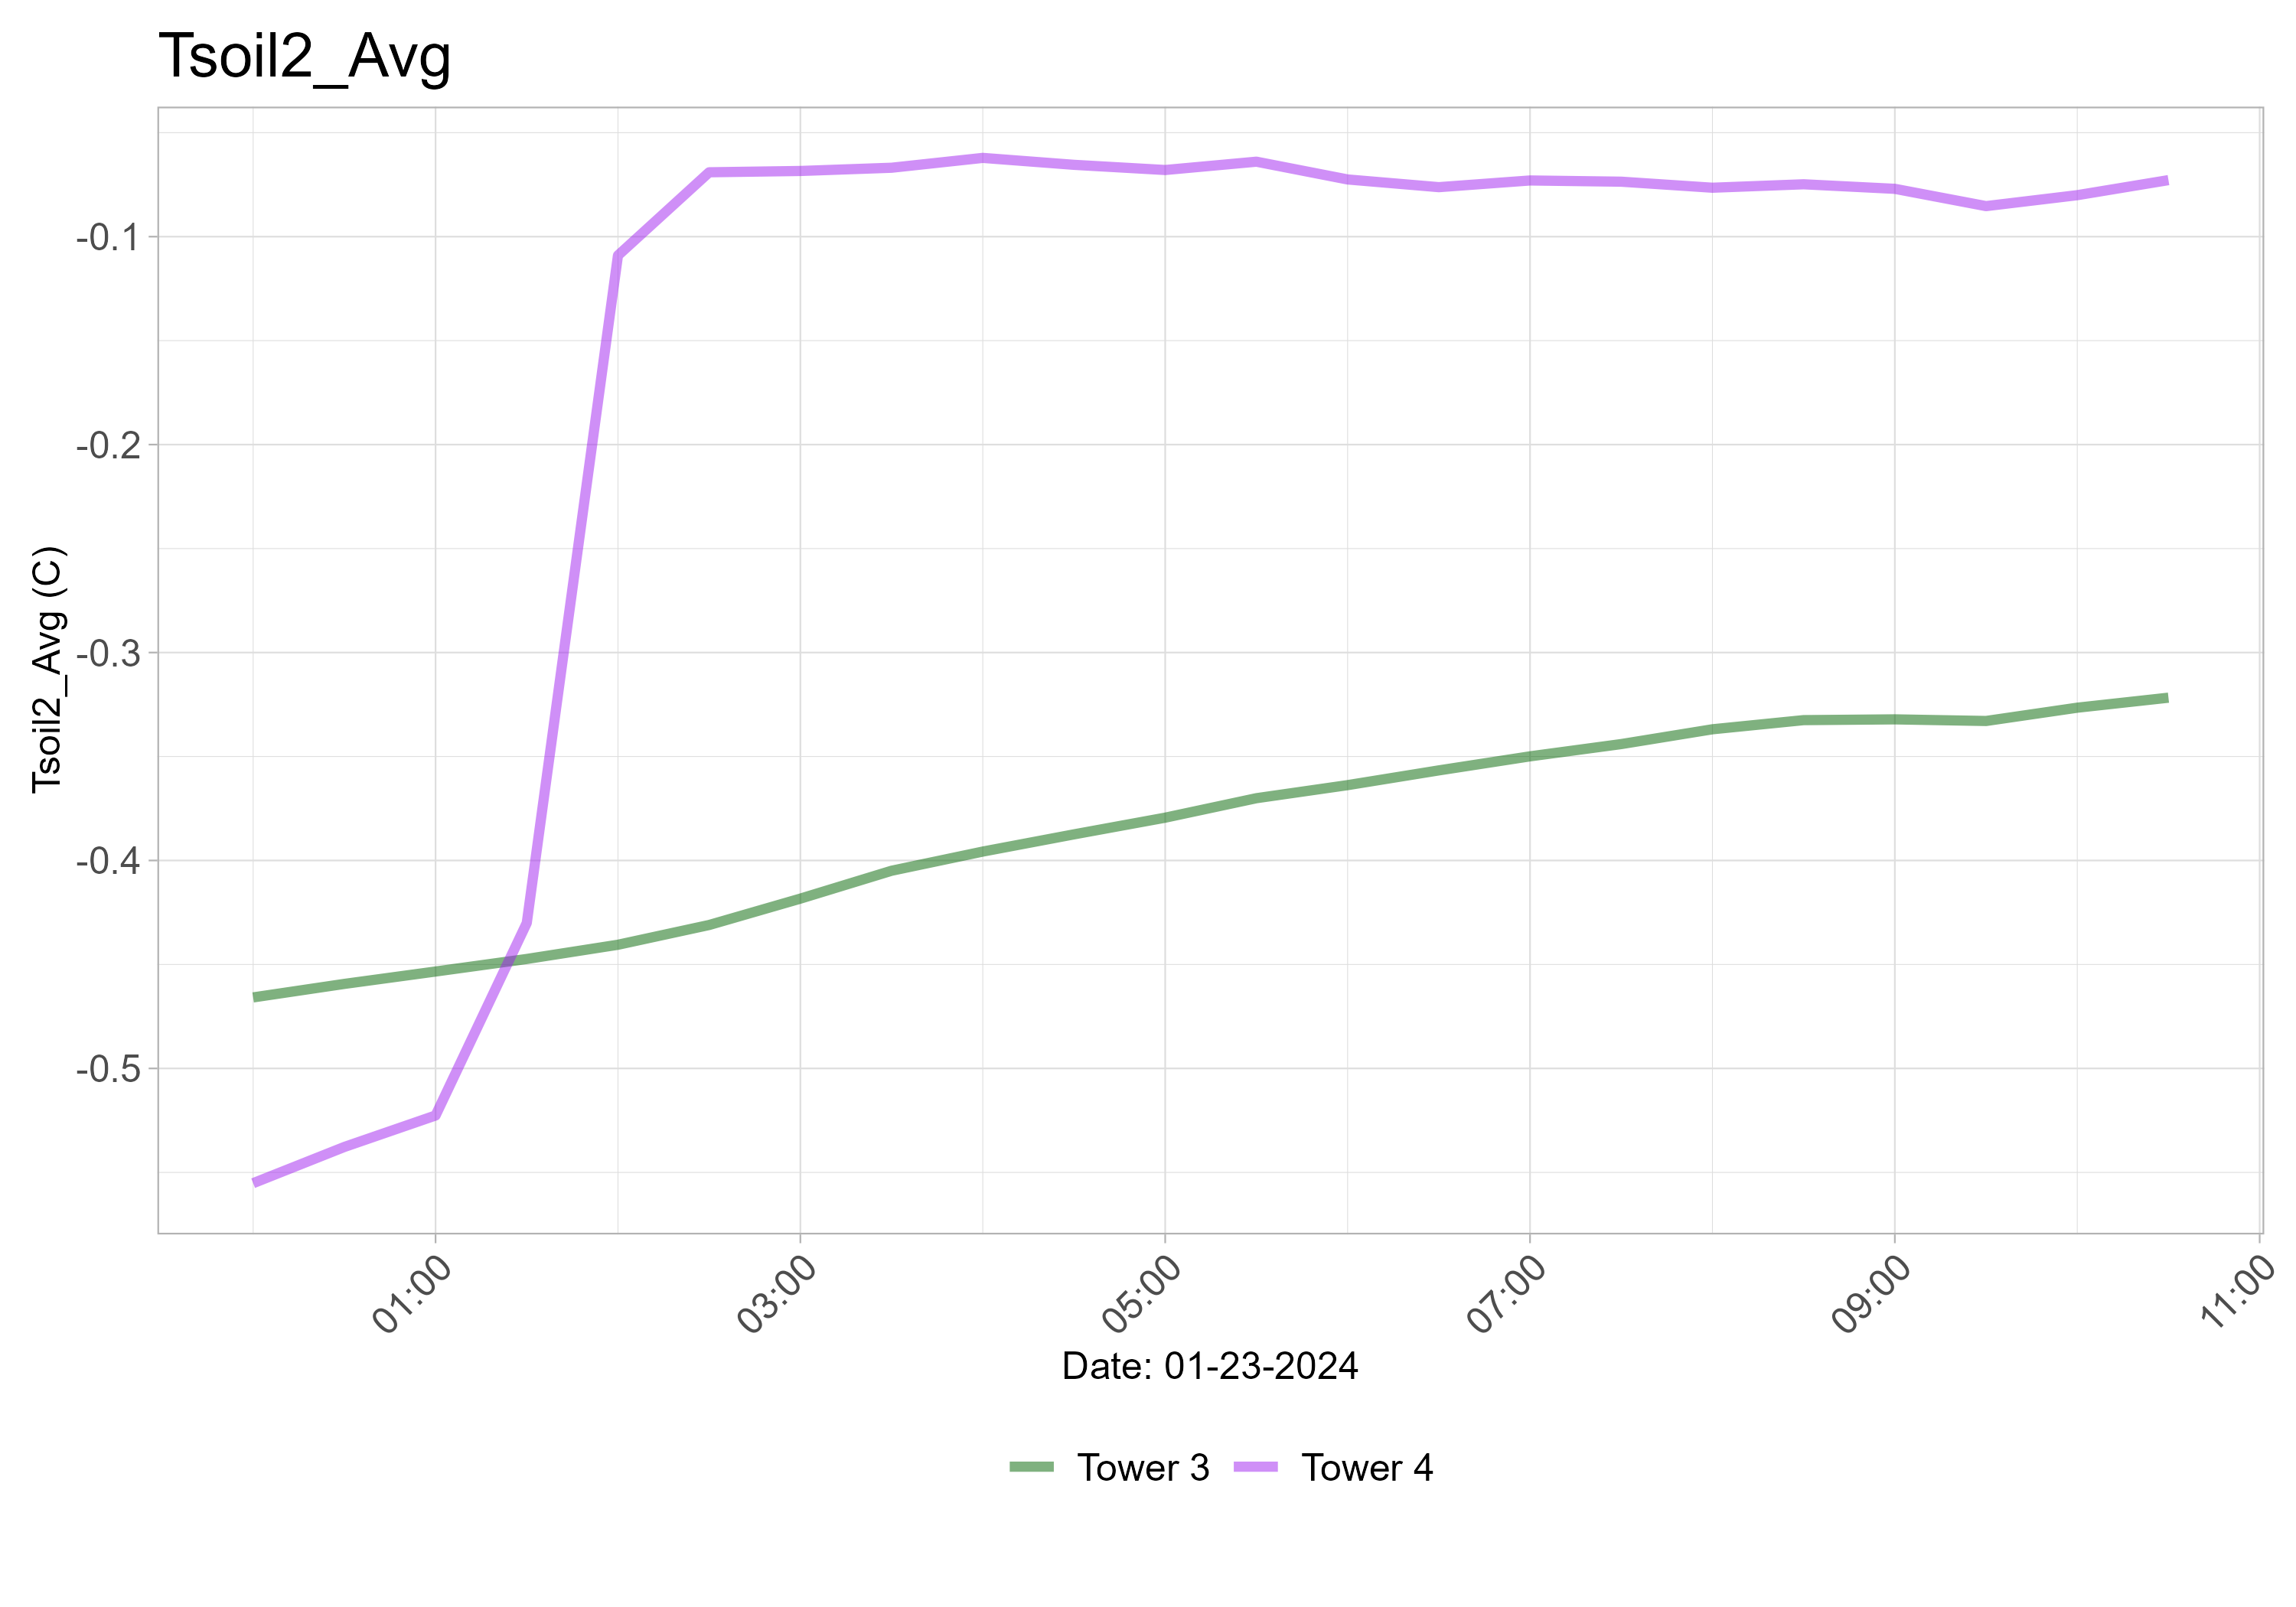 Tsoil2_Avg
Tsoil2_Avg (C)
-0.1
-0.2
-0.3
-0.4
-0.5
01:00
03:00
05:00
07:00
09:00
11:00
Date: 01-23-2024
Tower 3
Tower 4